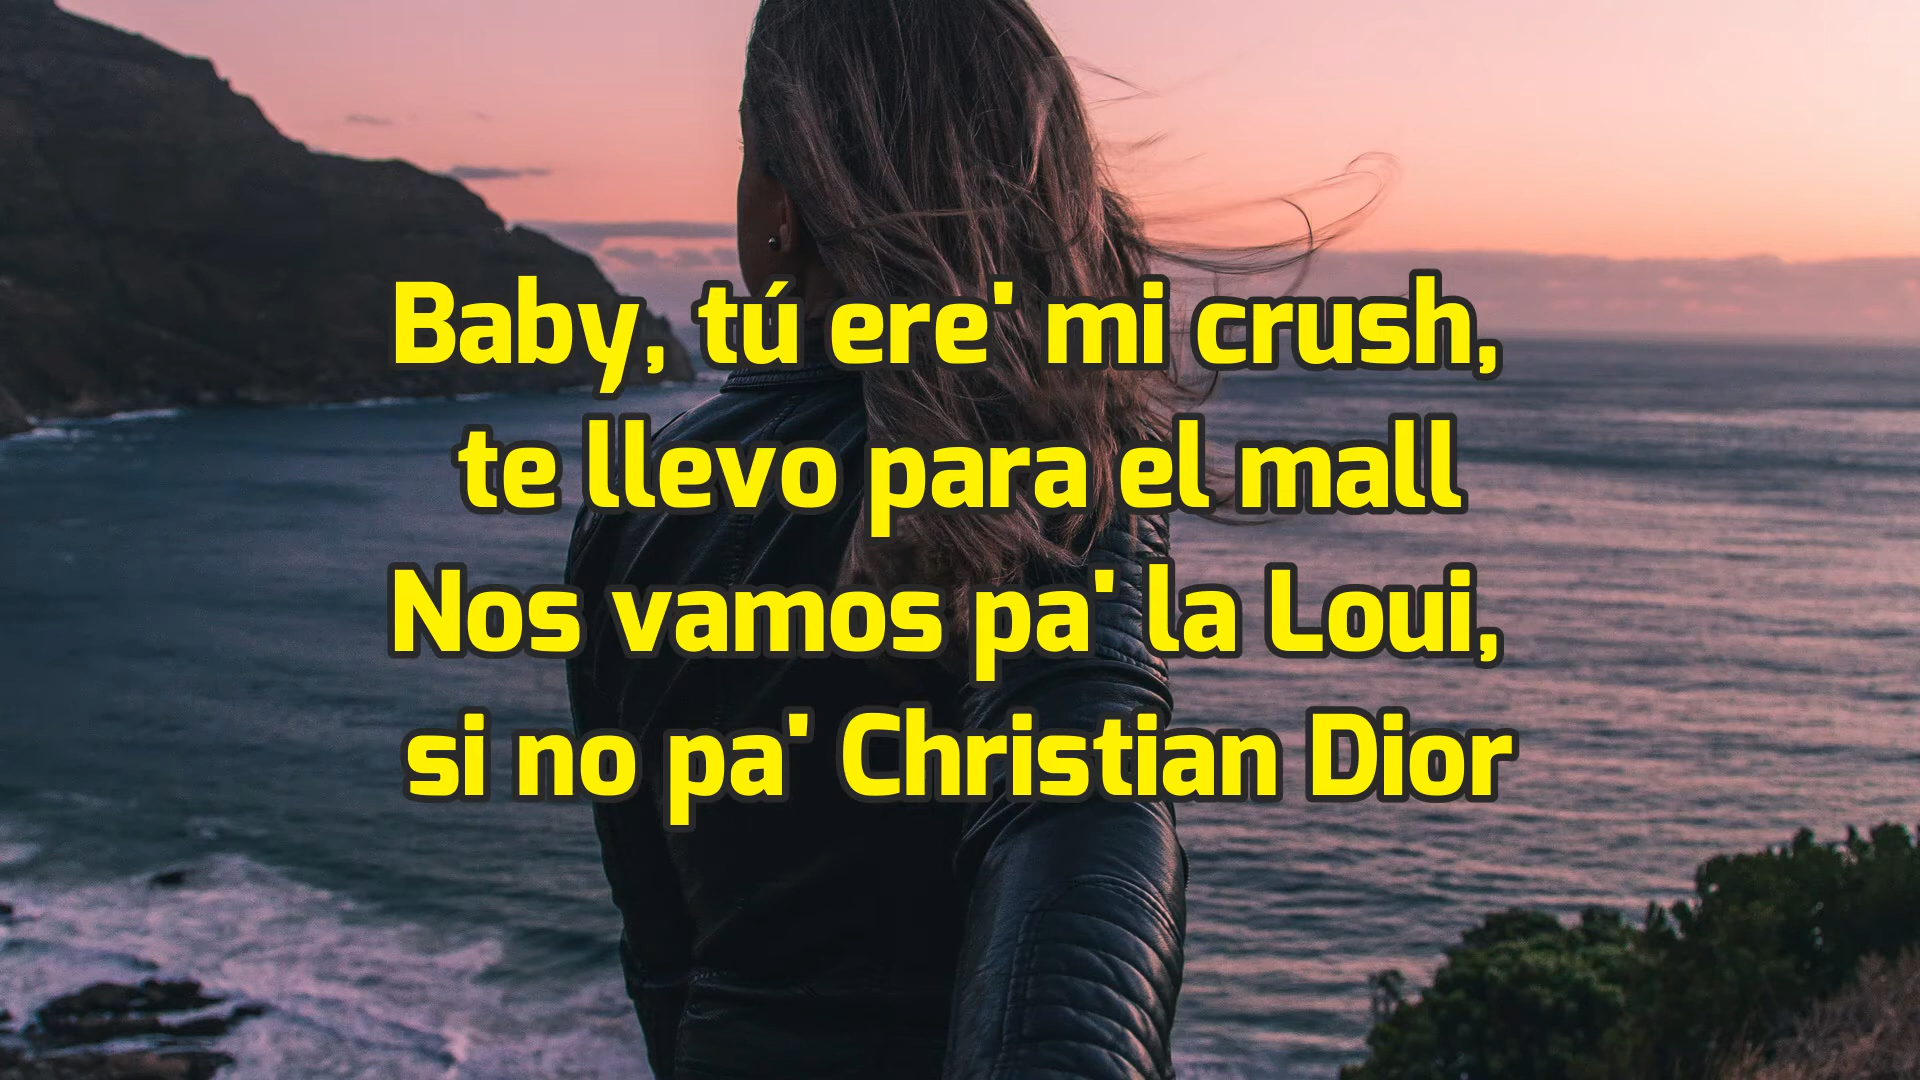 Baby, tú ere' mi crush,
te llevo para el mall
Nos vamos pa' la Loui,
si no pa' Christian Dior